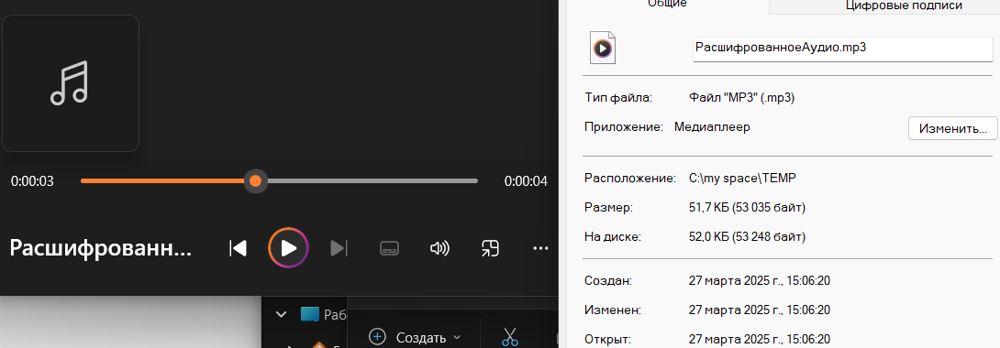 0:00:03
0:00:04
Расшифрованн...
Рабо
Создать
Общие
Цифровые подписи
РасшифрованноеАудио.mp3
Тип файла: Файл "MP3" (.mp3)
Приложение: Медиаплеер
Изменить...
Расположение: C:\my space\TEMP
Размер: 51,7 КБ (53 035 байт)
На диске: 52,0 КБ (53 248 байт)
Создан: 27 марта 2025 г., 15:06:20
Изменен: 27 марта 2025 г., 15:06:20
Открыт: 27 марта 2025 г., 15:06:20